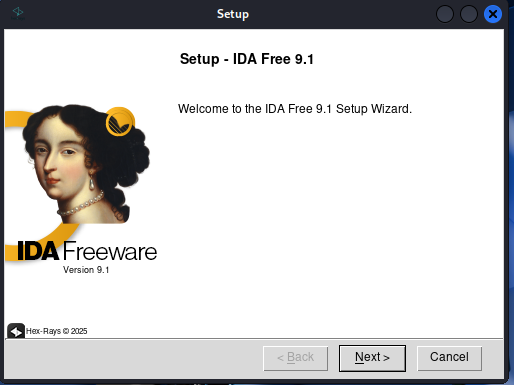 Setup
Setup - IDA Free 9.1
Welcome to the IDA Free 9.1 Setup Wizard.
IDA Freeware
Version 9.1
Hex-Rays © 2025
< Back
Next >
Cancel